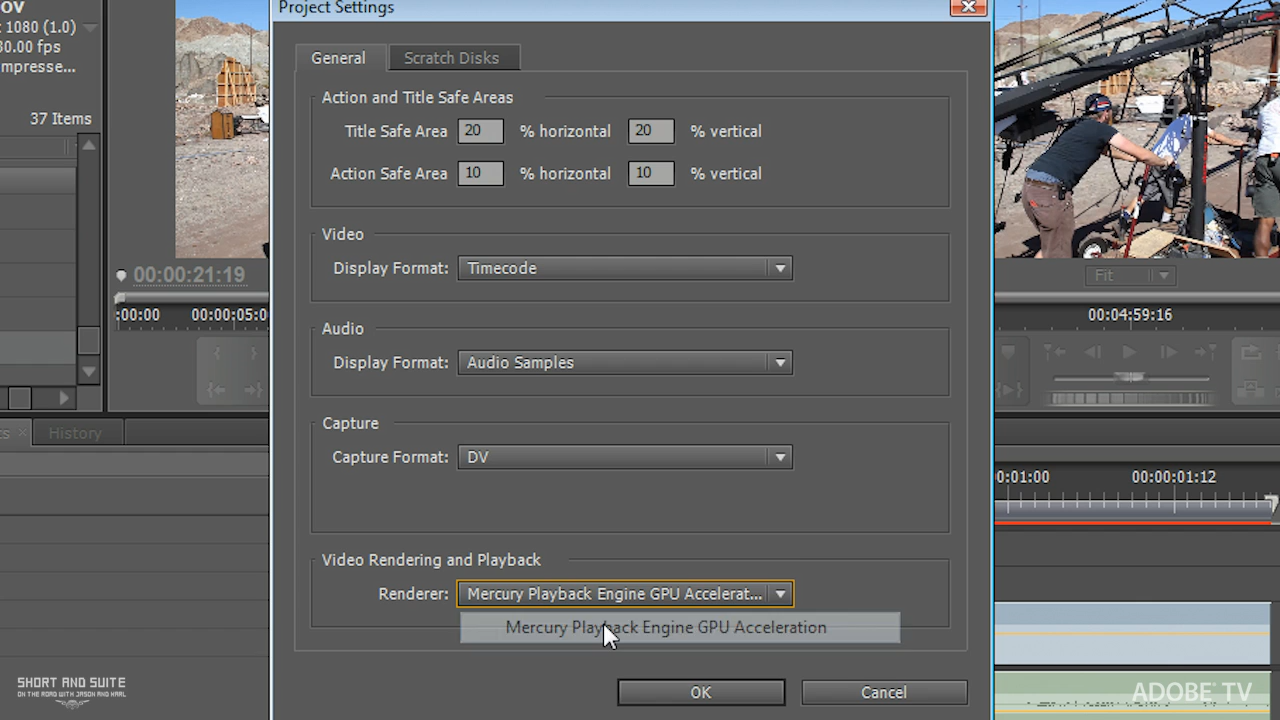 Project Settings
1080 (1.0)
30.00 fps
mpresse...
37 Items
General
Scratch Disks
Action and Title Safe Areas
Title Safe Area 20 % horizontal 20 % vertical
Action Safe Area 10 % horizontal 10 % vertical
Video
Display Format: Timecode
00:00:21:19
Fit
:00:00 00:00:05:0
00:04:59:16
Audio
Display Format: Audio Samples
Capture
History
Capture Format: DV
0:01:00 00:00:01:12
Video Rendering and Playback
Renderer: Mercury Playback Engine GPU Accelerat...
Mercury Playback Engine GPU Acceleration
OK
Cancel
SHORT AND SUITE
ON THE ROAD WITH JASON AND KARL
ADOBE® TV